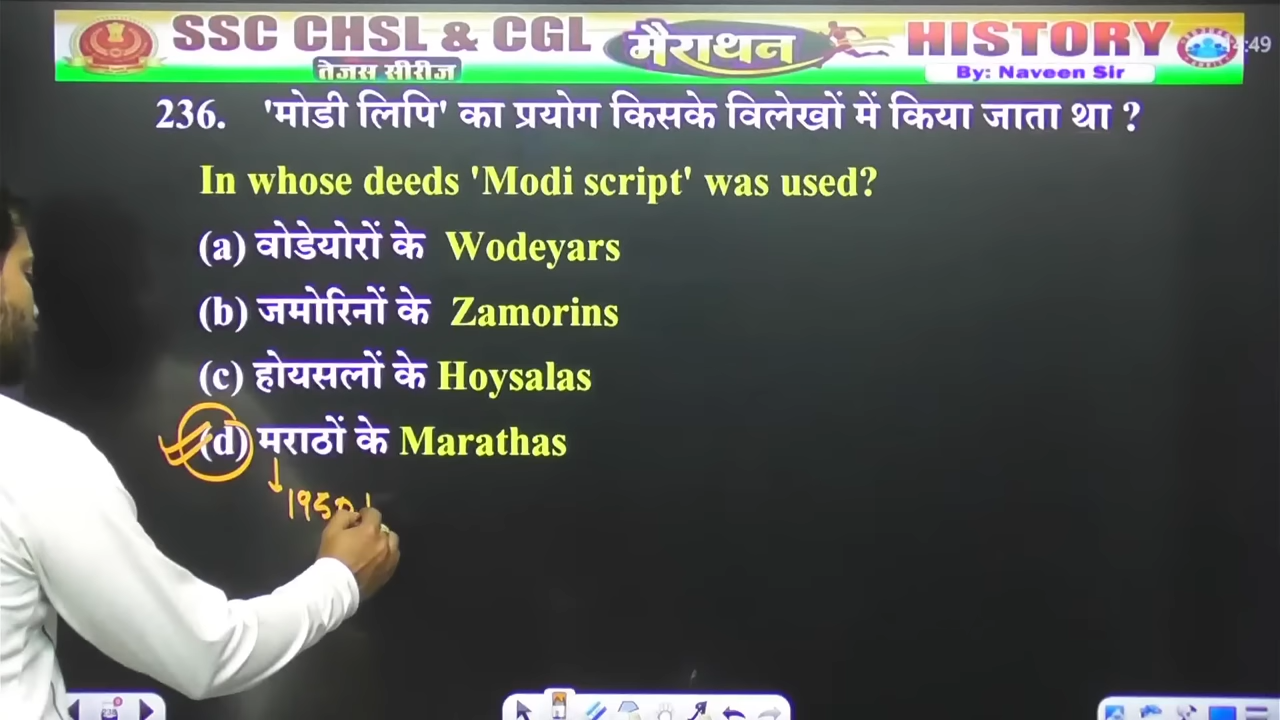 SSC CHSL & CGL मैराथन HISTORY
तेजस सीरीज By: Naveen Sir
236. 'मोडी लिपि' का प्रयोग किसके विलेखों में किया जाता था ?
In whose deeds 'Modi script' was used?
(a) वोडेयोरों के Wodeyars
(b) जमोरिनों के Zamorins
(c) होयसलों के Hoysalas
(d) मराठों के Marathas
1950